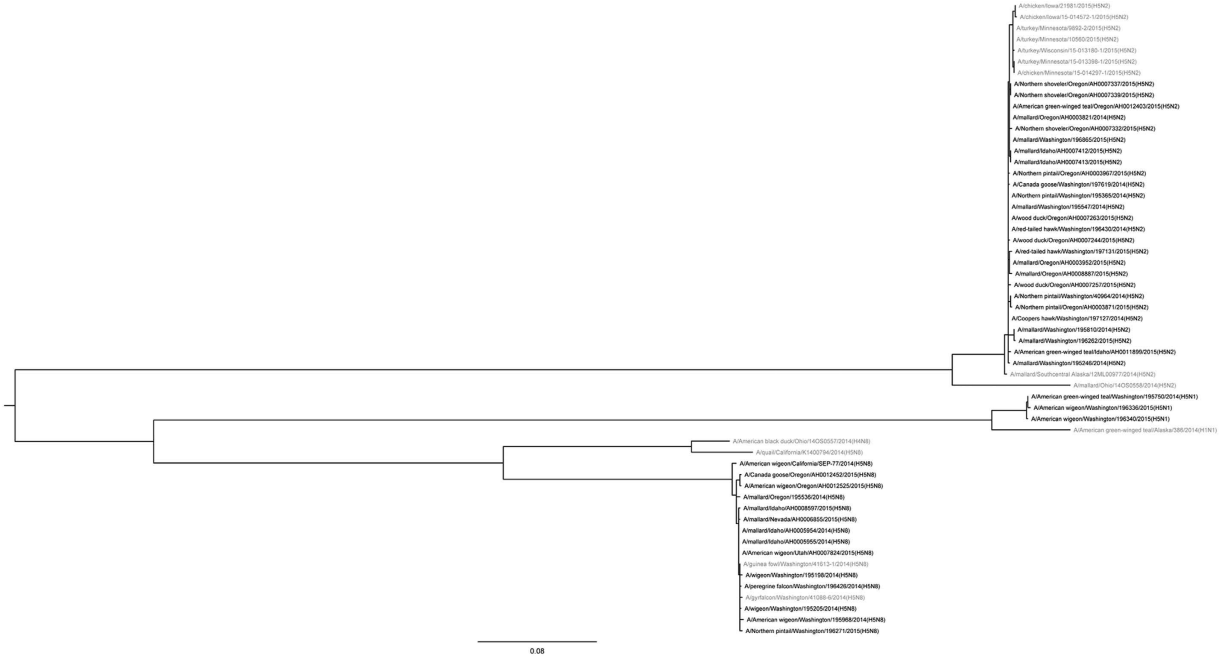 A/chicken/Iowa/21881/2015(H5N2)
A/chicken/Iowa/15-014572-1/2015(H5N2)
A/turkey/Minnesota/9892-2/2015(H5N2)
A/turkey/Minnesota/10560/2015(H5N2)
A/turkey/Wisconsin/15-013180-1/2015(H5N2)
A/turkey/Minnesota/15-013398-1/2015(H5N2)
A/chicken/Minnesota/15-014297-1/2015(H5N2)
A/Northern shoveler/Oregon/AH0007337/2015(H5N2)
A/Northern shoveler/Oregon/AH0007339/2015(H5N2)
A/American green-winged teal/Oregon/AH0012403/2015(H5N2)
A/mallard/Oregon/AH0003821/2014(H5N2)
A/Northern shoveler/Oregon/AH0007332/2015(H5N2)
A/mallard/Washington/196865/2015(H5N2)
A/mallard/Idaho/AH0007412/2015(H5N2)
A/mallard/Idaho/AH0007413/2015(H5N2)
A/Northern pintail/Oregon/AH0003967/2015(H5N2)
A/Canada goose/Washington/197619/2014(H5N2)
A/Northern pintail/Washington/195365/2014(H5N2)
A/mallard/Washington/195547/2014(H5N2)
A/wood duck/Oregon/AH0007263/2015(H5N2)
A/red-tailed hawk/Washington/196430/2014(H5N2)
A/wood duck/Oregon/AH0007244/2015(H5N2)
A/red-tailed hawk/Washington/197131/2015(H5N2)
A/mallard/Oregon/AH0003952/2015(H5N2)
A/mallard/Oregon/AH0008887/2015(H5N2)
A/wood duck/Oregon/AH0007257/2015(H5N2)
A/Northern pintail/Washington/40964/2014(H5N2)
A/Northern pintail/Oregon/AH0003871/2015(H5N2)
A/Coopers hawk/Washington/197127/2014(H5N2)
A/mallard/Washington/195810/2014(H5N2)
A/mallard/Washington/196262/2015(H5N2)
A/American green-winged teal/Idaho/AH0011899/2015(H5N2)
A/mallard/Washington/195246/2014(H5N2)
A/mallard/Southcentral Alaska/12ML00977/2014(H5N2)
A/mallard/Ohio/14OS0558/2014(H5N2)
A/American green-winged teal/Washington/195750/2014(H5N1)
A/American wigeon/Washington/196336/2015(H5N1)
A/American wigeon/Washington/196340/2015(H5N1)
A/American green-winged teal/Alaska/386/2014(H1N1)
A/American black duck/Ohio/14OS0557/2014(H4N8)
A/quail/California/K1400794/2014(H5N8)
A/American wigeon/California/SEP-77/2014(H5N8)
A/Canada goose/Oregon/AH0012452/2015(H5N8)
A/American wigeon/Oregon/AH0012525/2015(H5N8)
A/mallard/Oregon/195536/2014(H5N8)
A/mallard/Idaho/AH0008597/2015(H5N8)
A/mallard/Nevada/AH0006855/2015(H5N8)
A/mallard/Idaho/AH0005954/2014(H5N8)
A/mallard/Idaho/AH0005955/2014(H5N8)
A/American wigeon/Utah/AH0007824/2015(H5N8)
A/guinea fowl/Washington/41613-1/2014(H5N8)
A/wigeon/Washington/195198/2014(H5N8)
A/peregrine falcon/Washington/196426/2014(H5N8)
A/gyrfalcon/Washington/41088-6/2014(H5N8)
A/wigeon/Washington/195205/2014(H5N8)
A/American wigeon/Washington/195968/2014(H5N8)
A/Northern pintail/Washington/196271/2015(H5N8)
0.08